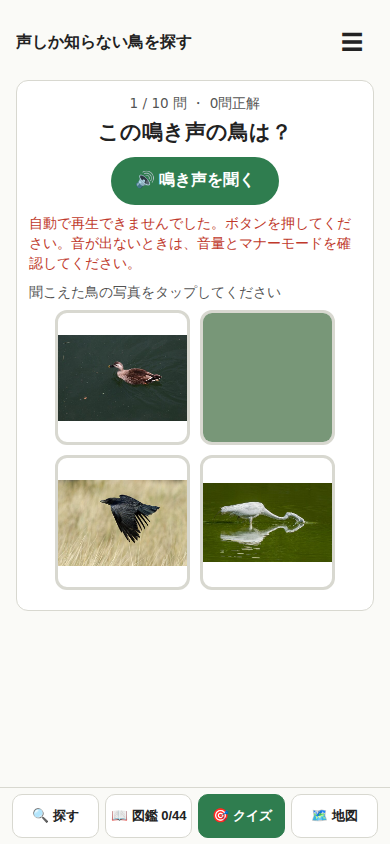 声しか知らない鳥を探す
☰
1 / 10 問 ・ 0問正解
この鳴き声の鳥は？
🔊 鳴き声を聞く
自動で再生できませんでした。ボタンを押してくだ
さい。音が出ないときは、音量とマナーモードを確
認してください。
聞こえた鳥の写真をタップしてください
🔍 探す
📖 図鑑 0/44
🎯 クイズ
🗺️ 地図